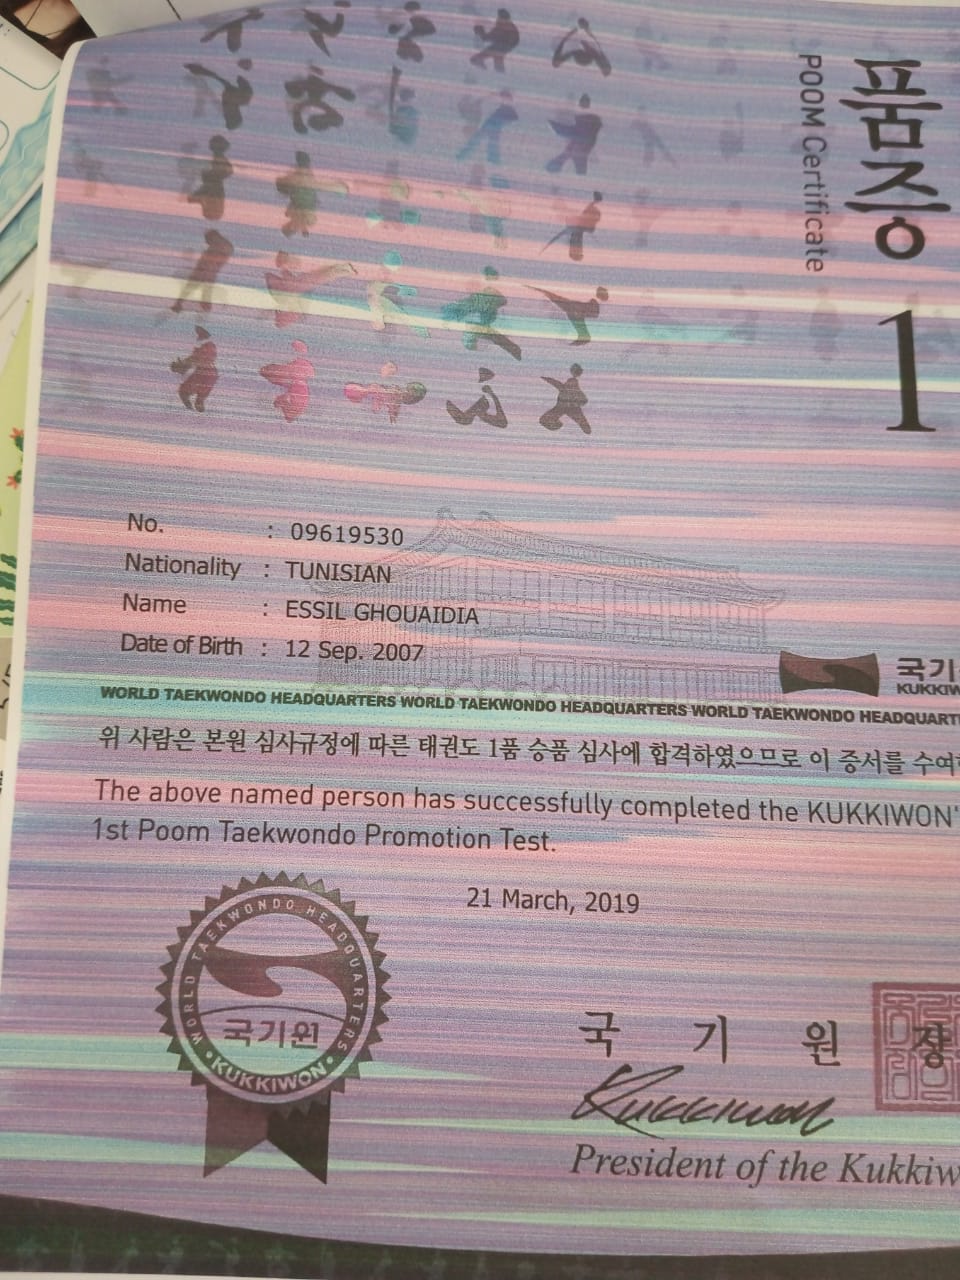 품증
POOM Certificate
1
No. : 09619530
Nationality : TUNISIAN
Name : ESSIL GHOUAIDIA
Date of Birth : 12 Sep. 2007
국기
KUKKIW
WORLD TAEKWONDO HEADQUARTERS WORLD TAEKWONDO HEADQUARTERS WORLD TAEKWONDO HEADQUART
위 사람은 본원 심사규정에 따른 태권도 1품 승품 심사에 합격하였으므로 이 증서를 수여
The above named person has successfully completed the KUKKIWON'
1st Poom Taekwondo Promotion Test.
21 March, 2019
WORLD TAEKWONDO HEADQUARTERS
국기원
KUKKIWON
국 기 원 장
Kukkiwon
President of the Kukkiw